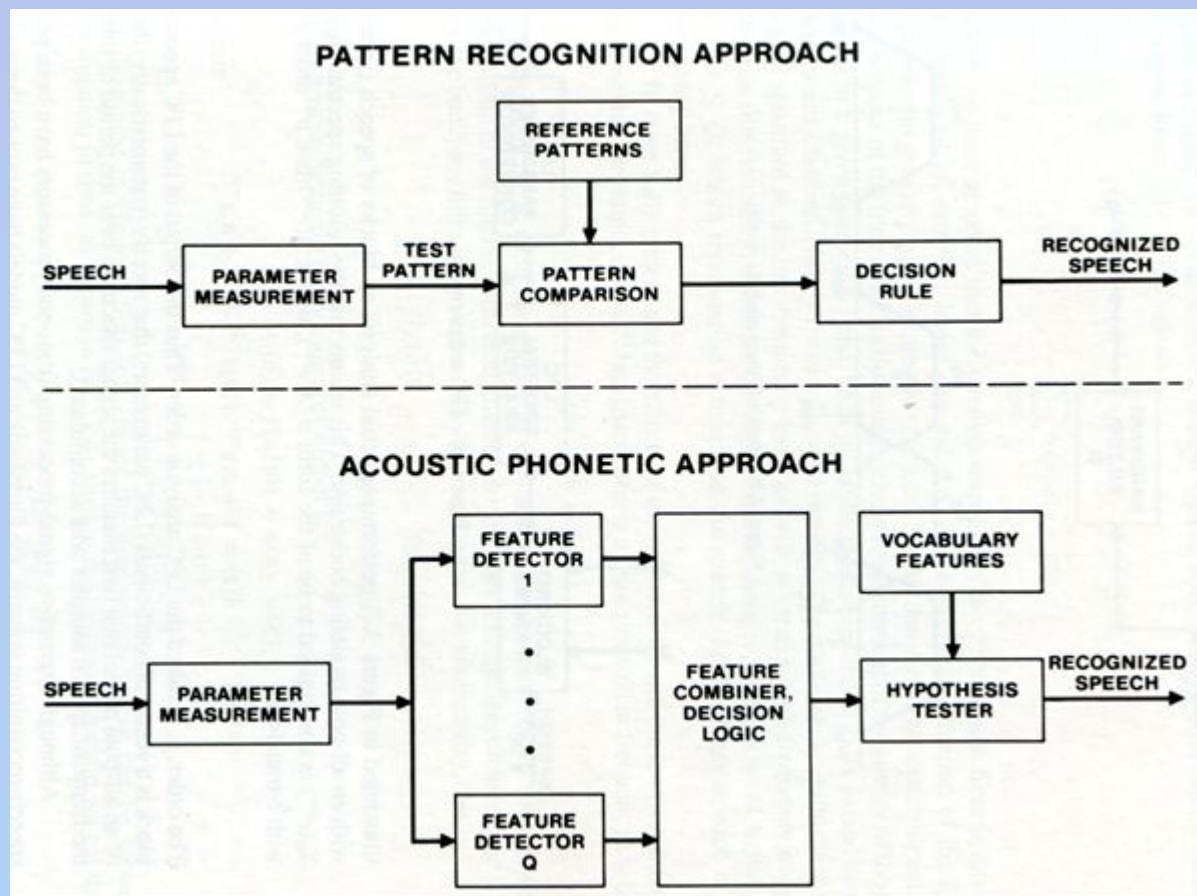 PATTERN RECOGNITION APPROACH
REFERENCE
PATTERNS
SPEECH
PARAMETER
MEASUREMENT
TEST
PATTERN
PATTERN
COMPARISON
DECISION
RULE
RECOGNIZED
SPEECH
ACOUSTIC PHONETIC APPROACH
SPEECH
PARAMETER
MEASUREMENT
FEATURE
DETECTOR
1
FEATURE
DETECTOR
Q
FEATURE
COMBINER,
DECISION
LOGIC
VOCABULARY
FEATURES
HYPOTHESIS
TESTER
RECOGNIZED
SPEECH